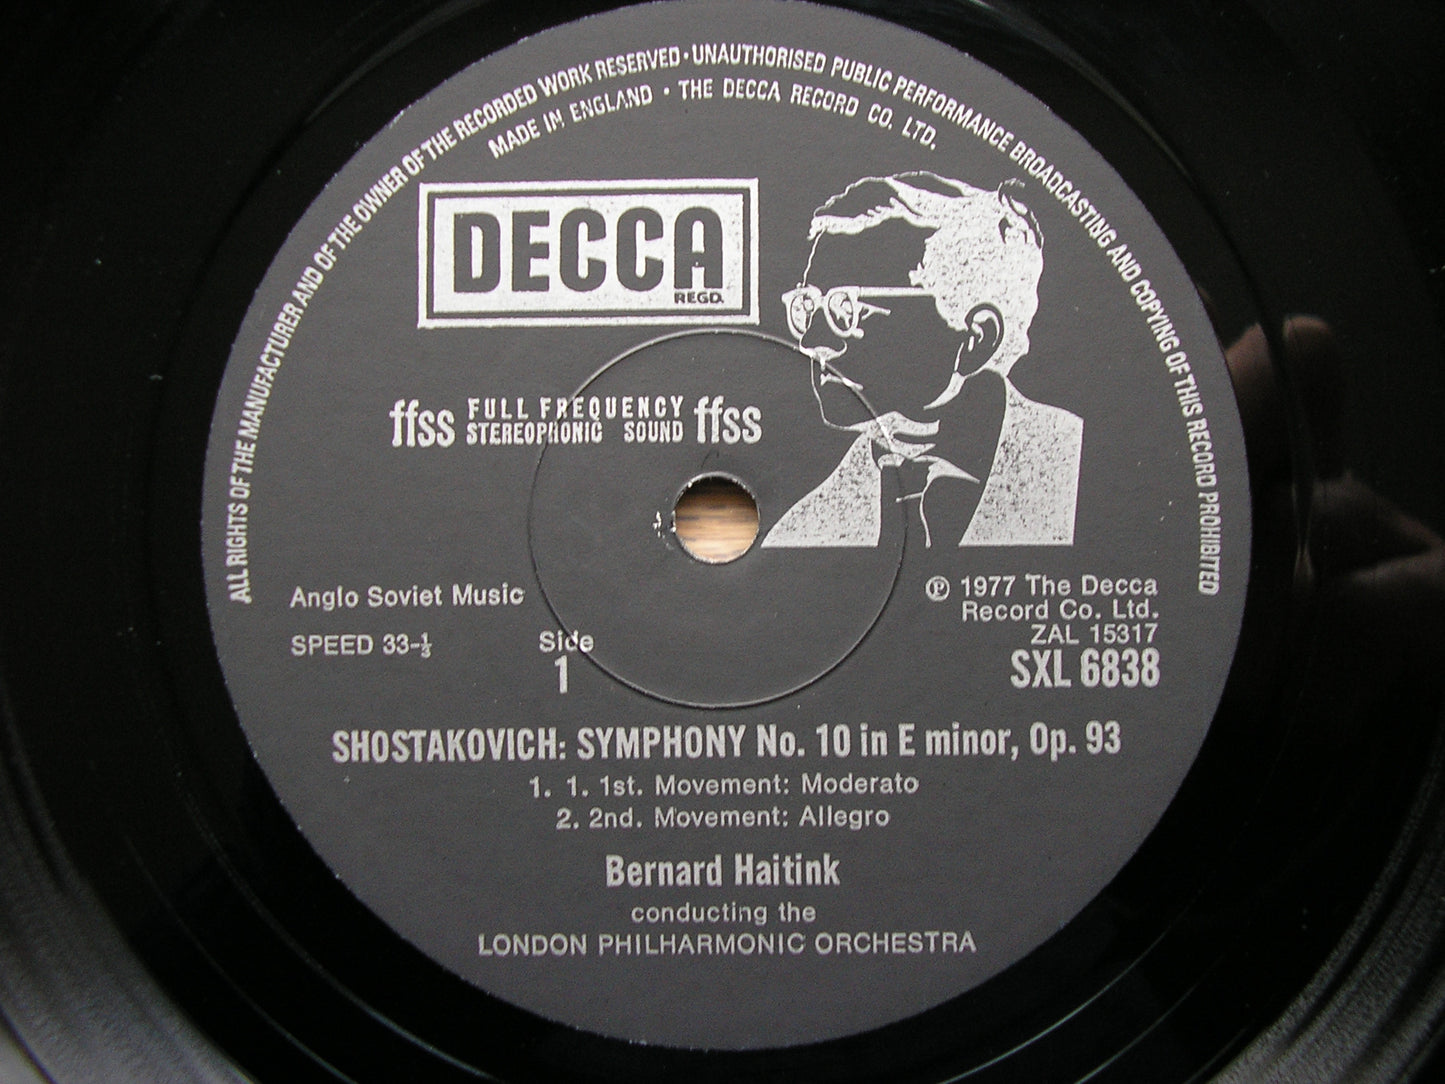 ALL RIGHTS OF THE MANUFACTURER AND OF THE OWNER OF THE RECORDED WORK RESERVED · UNAUTHORISED PUBLIC PERFORMANCE BROADCASTING AND COPYING OF THIS RECORD PROHIBITED
MADE IN ENGLAND · THE DECCA RECORD CO. LTD.
DECCA
REGD.
ffss FULL FREQUENCY ffss
STEREOPHONIC SOUND
Anglo Soviet Music
℗ 1977 The Decca
Record Co. Ltd.
ZAL 15317
SPEED 33-⅓
Side
1
SXL 6838
SHOSTAKOVICH: SYMPHONY No. 10 in E minor, Op. 93
1. 1. 1st. Movement: Moderato
2. 2nd. Movement: Allegro
Bernard Haitink
conducting the
LONDON PHILHARMONIC ORCHESTRA